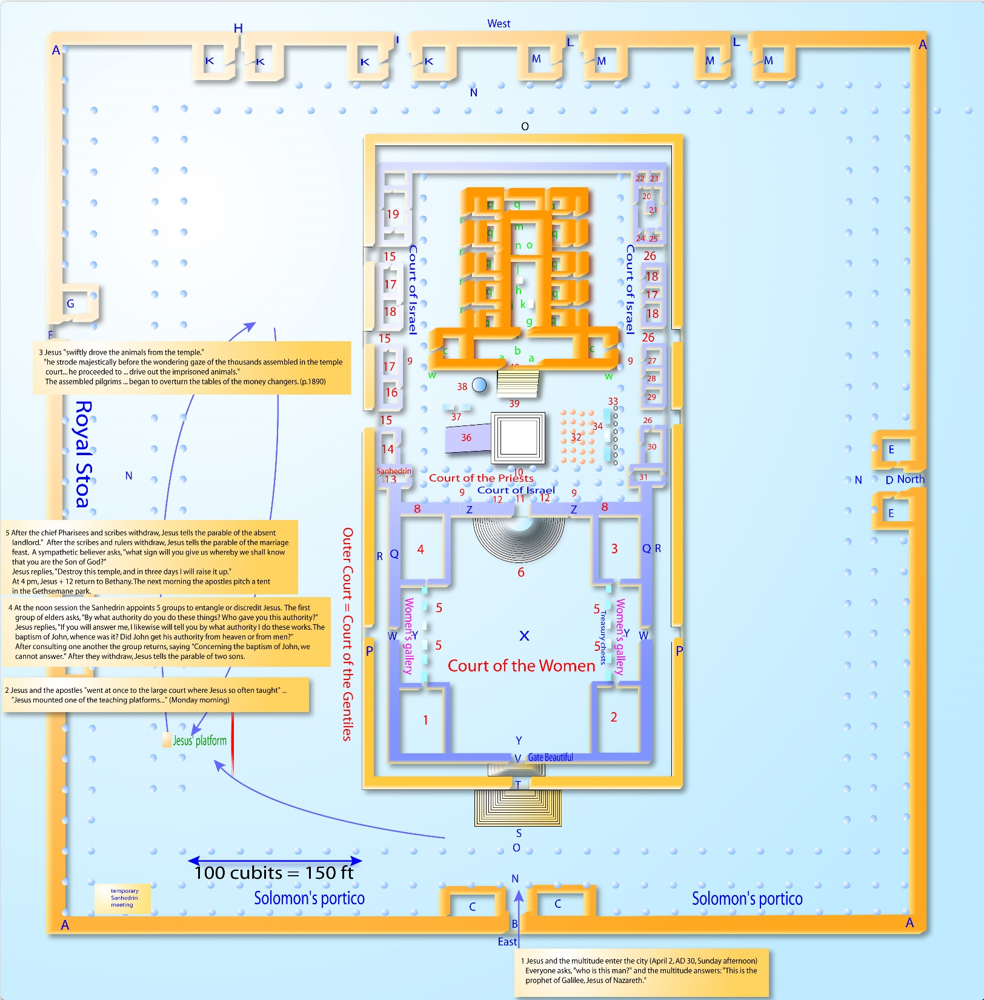 H
West
A
I
L
L
A
K
K
K
K
M
M
M
M
N
O
22 23
20
21
19
24 25
q
q
q
r
m
q
q
n o
r
15
Court of Israel
Court of Israel
26
q
q
l
18
17
r
q
h
q
17
G
i
k
18
r
q
g
q
18
F
15
26
c
b
c
a
a
17
9
9
27
40
w
w
28
16
38
29
39
33
3 Jesus "swiftly drove the animals from the temple."
"he strode majestically before the wondering gaze of the thousands assembled in the temple
court...he proceeded to ... drive out the imprisoned animals."
The assembled pilgrims ... began to overturn the tables of the money changers. (p.1890)
15
37
34
26
Royal Stoa
36
32
14
30
E
N
Sanhedrin
13
10
Court of the Priests
31
N
D North
Court of Israel
9
9
12
11
12
8
Z
Z
8
E
5 After the chief Pharisees and scribes withdraw, Jesus tells the parable of the absent
landlord." After the scribes and rulers withdraw, Jesus tells the parable of the marriage
feast. A sympathetic believer asks, "what sign will you give us whereby we shall know
that you are the Son of God?"
Jesus replies, "Destroy this temple, and in three days I will raise it up."
At 4 pm, Jesus + 12 return to Bethany. The next morning the apostles pitch a tent
in the Gethsemane park.
Outer Court = Court of the Gentiles
R
Q
4
3
Q
R
6
4 At the noon session the Sanhedrin appoints 5 groups to entangle or discredit Jesus. The first
group of elders asks, "By what authority do you do these things? Who gave you this authority?"
Jesus replies, "If you will answer me, I likewise will tell you by what authority I do these works. The
baptism of John, whence was it? Did John get his authority from heaven or from men?"
After consulting one another the group returns, saying "Concerning the baptism of John, we
cannot answer." After they withdraw, Jesus tells the parable of two sons.
Women's gallery
5
5
Treasury chests
Women's gallery
W
Y
X
Y
W
P
5
5
P
Court of the Women
2 Jesus and the apostles "went at once to the large court where Jesus so often taught" ...
"Jesus mounted one of the teaching platforms..." (Monday morning)
1
2
Jesus' platform
Y
V
Gate Beautiful
T
S
O
100 cubits = 150 ft
N
temporary
Sanhedrin
meeting
Solomon's portico
C
C
Solomon's portico
A
B
A
East
1 Jesus and the multitude enter the city (April 2, AD 30, Sunday afternoon)
Everyone asks, "who is this man?" and the multitude answers: "This is the
prophet of Galilee, Jesus of Nazareth."